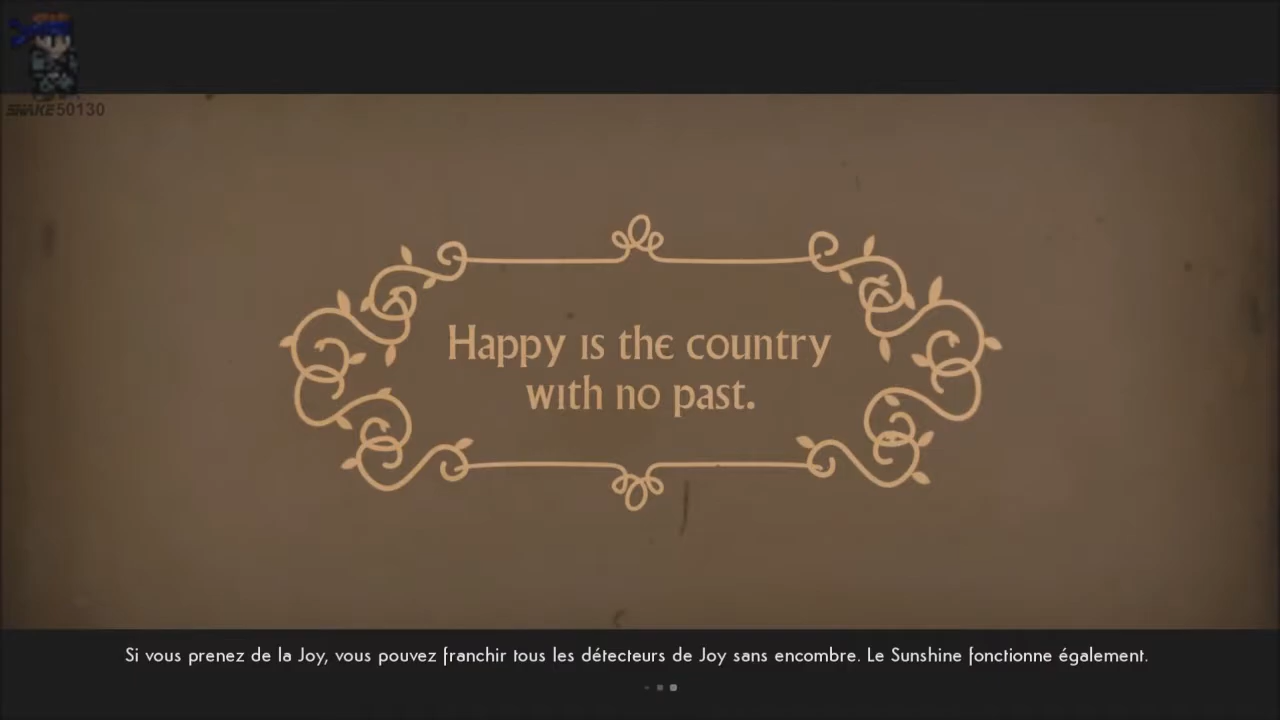 SNAKE50130
Happy is the country
with no past.
Si vous prenez de la Joy, vous pouvez franchir tous les détecteurs de Joy sans encombre. Le Sunshine fonctionne également.